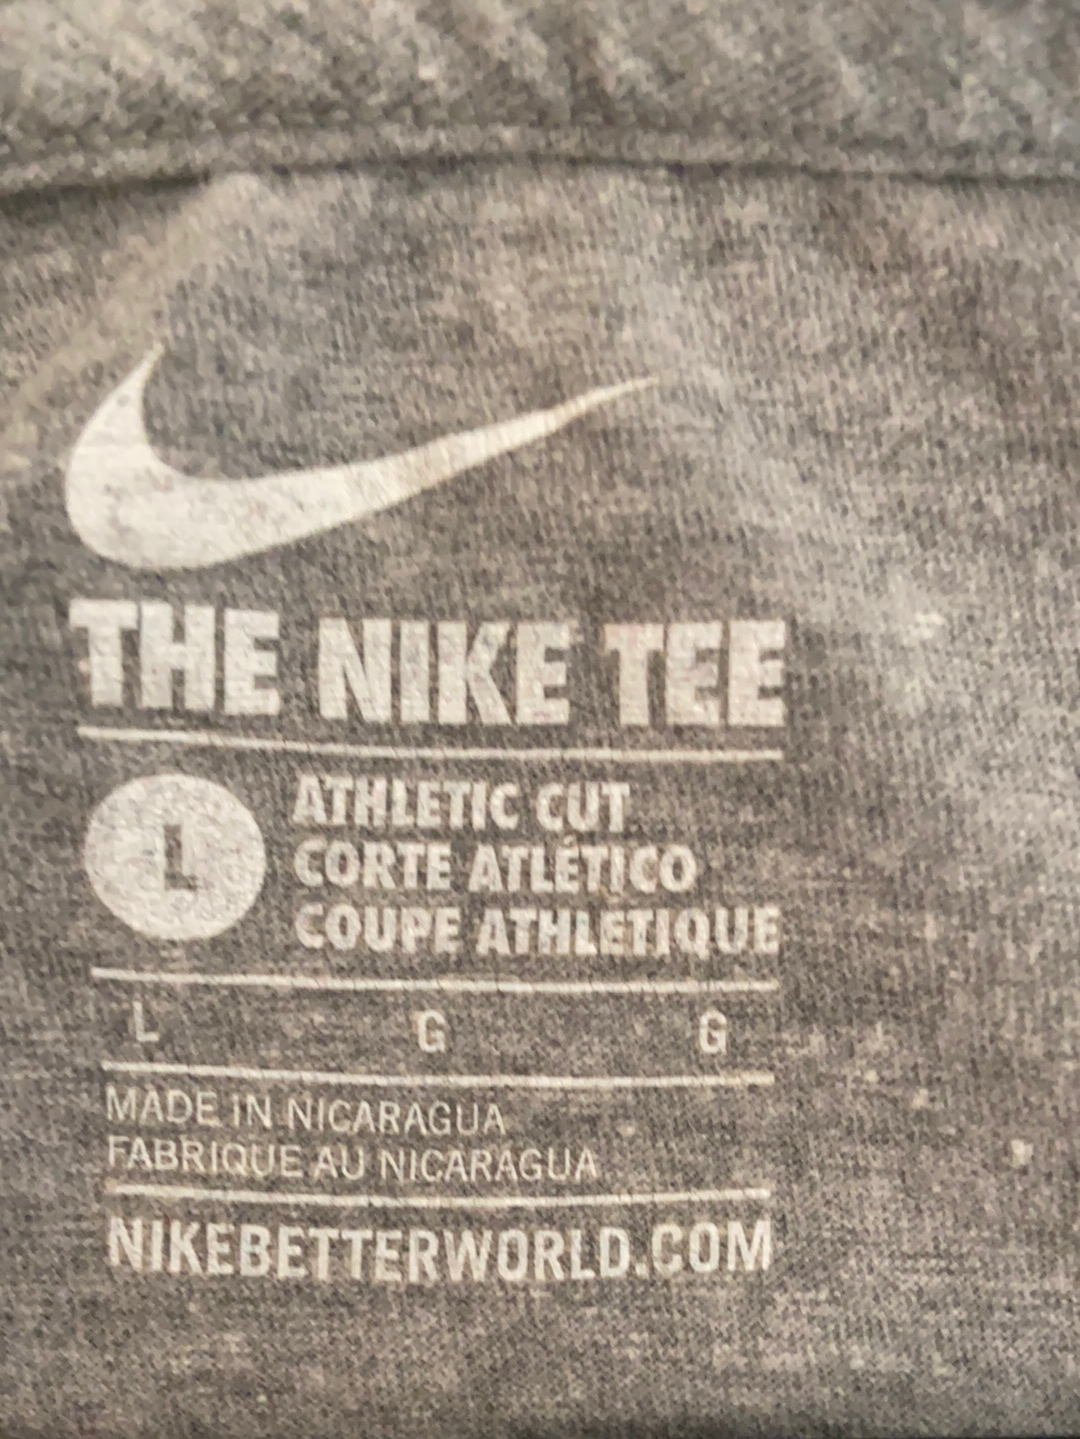 THE NIKE TEE
L
ATHLETIC CUT
CORTE ATLÉTICO
COUPE ATHLETIQUE
L G G
MADE IN NICARAGUA
FABRIQUE AU NICARAGUA
NIKEBETTERWORLD.COM